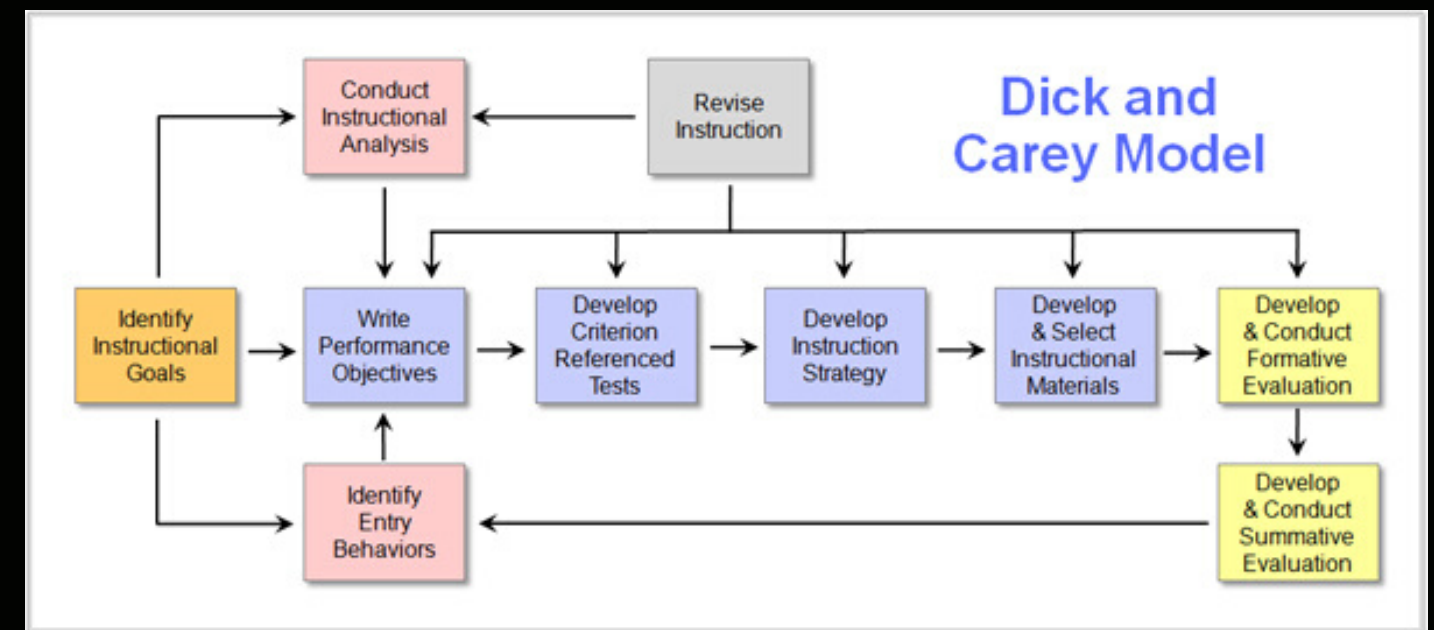 Conduct
Instructional
Analysis
Revise
Instruction
Dick and
Carey Model
Identify
Instructional
Goals
Write
Performance
Objectives
Develop
Criterion
Referenced
Tests
Develop
Instruction
Strategy
Develop
& Select
Instructional
Materials
Develop
& Conduct
Formative
Evaluation
Identify
Entry
Behaviors
Develop
& Conduct
Summative
Evaluation